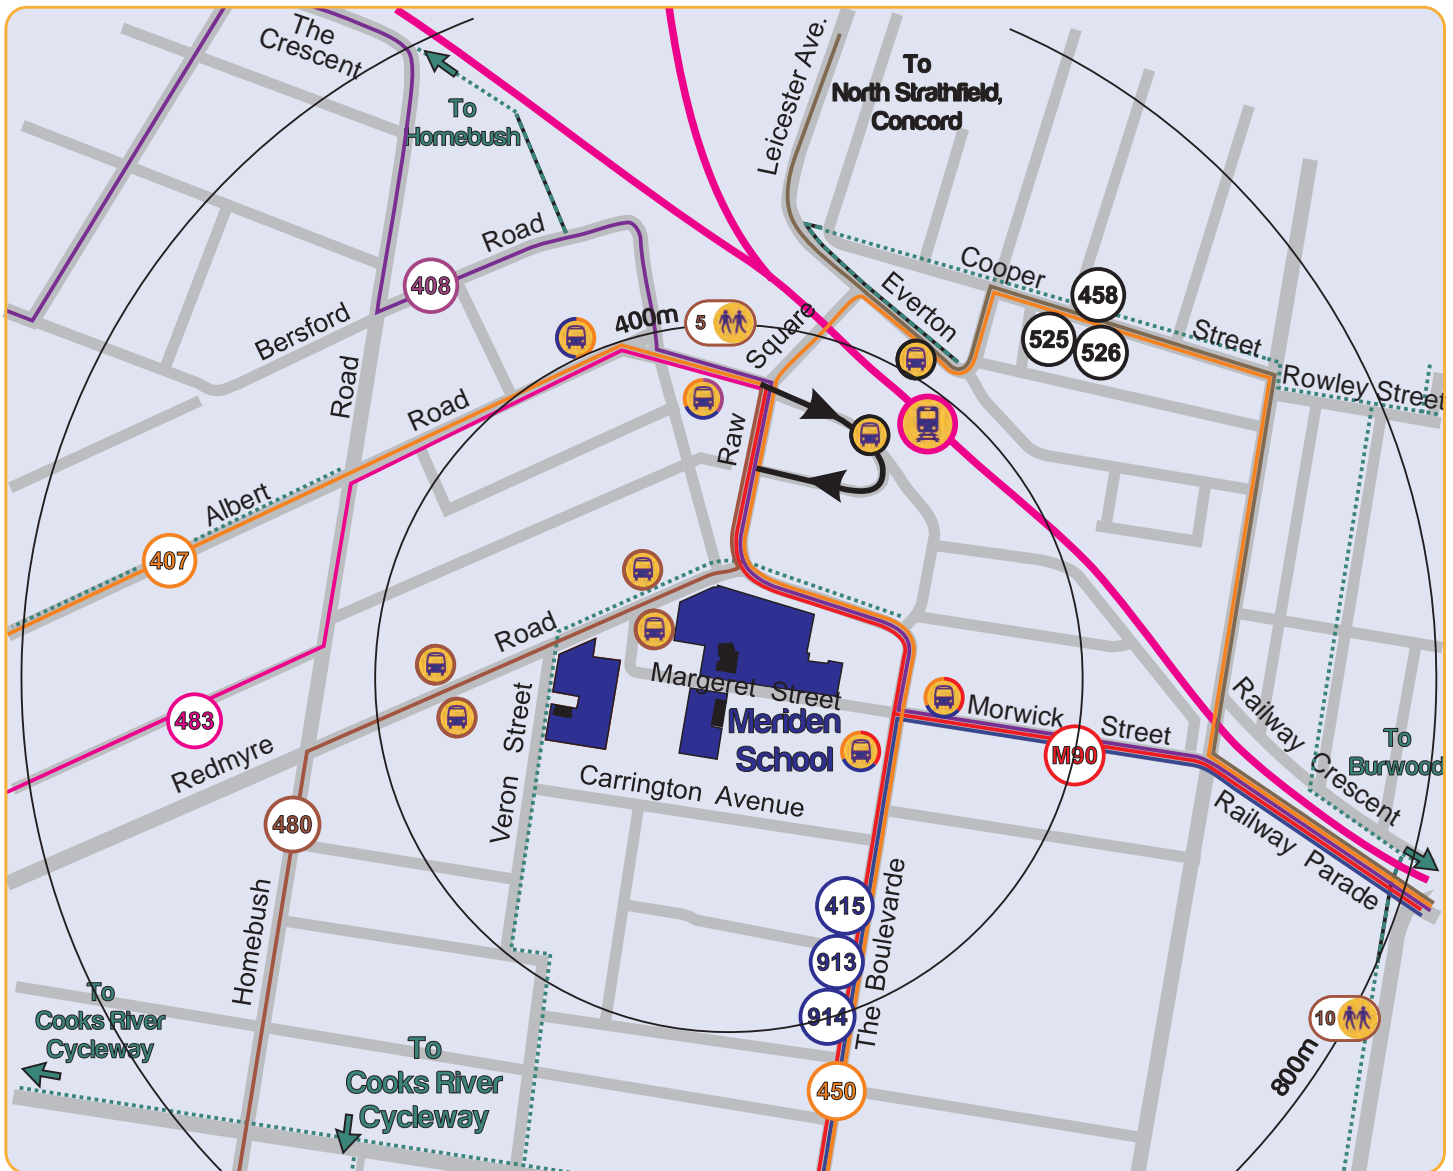 The
Crescent
To
Homebush
Leicester Ave.
To
North Strathfield,
Concord
Road
408
Bersford
400m
5
Square
Everton
Cooper
458
525
526
Street
Rowley Street
Road
Road
Raw
Albert
407
Road
Margeret Street
Meriden
School
Morwick Street
M90
Railway Crescent
To
Burwood
483
Redmyre
Veron Street
Carrington Avenue
Railway Parade
480
Homebush
415
913
914
The Boulevarde
450
To
Cooks River
Cycleway
To
Cooks River
Cycleway
10
800m